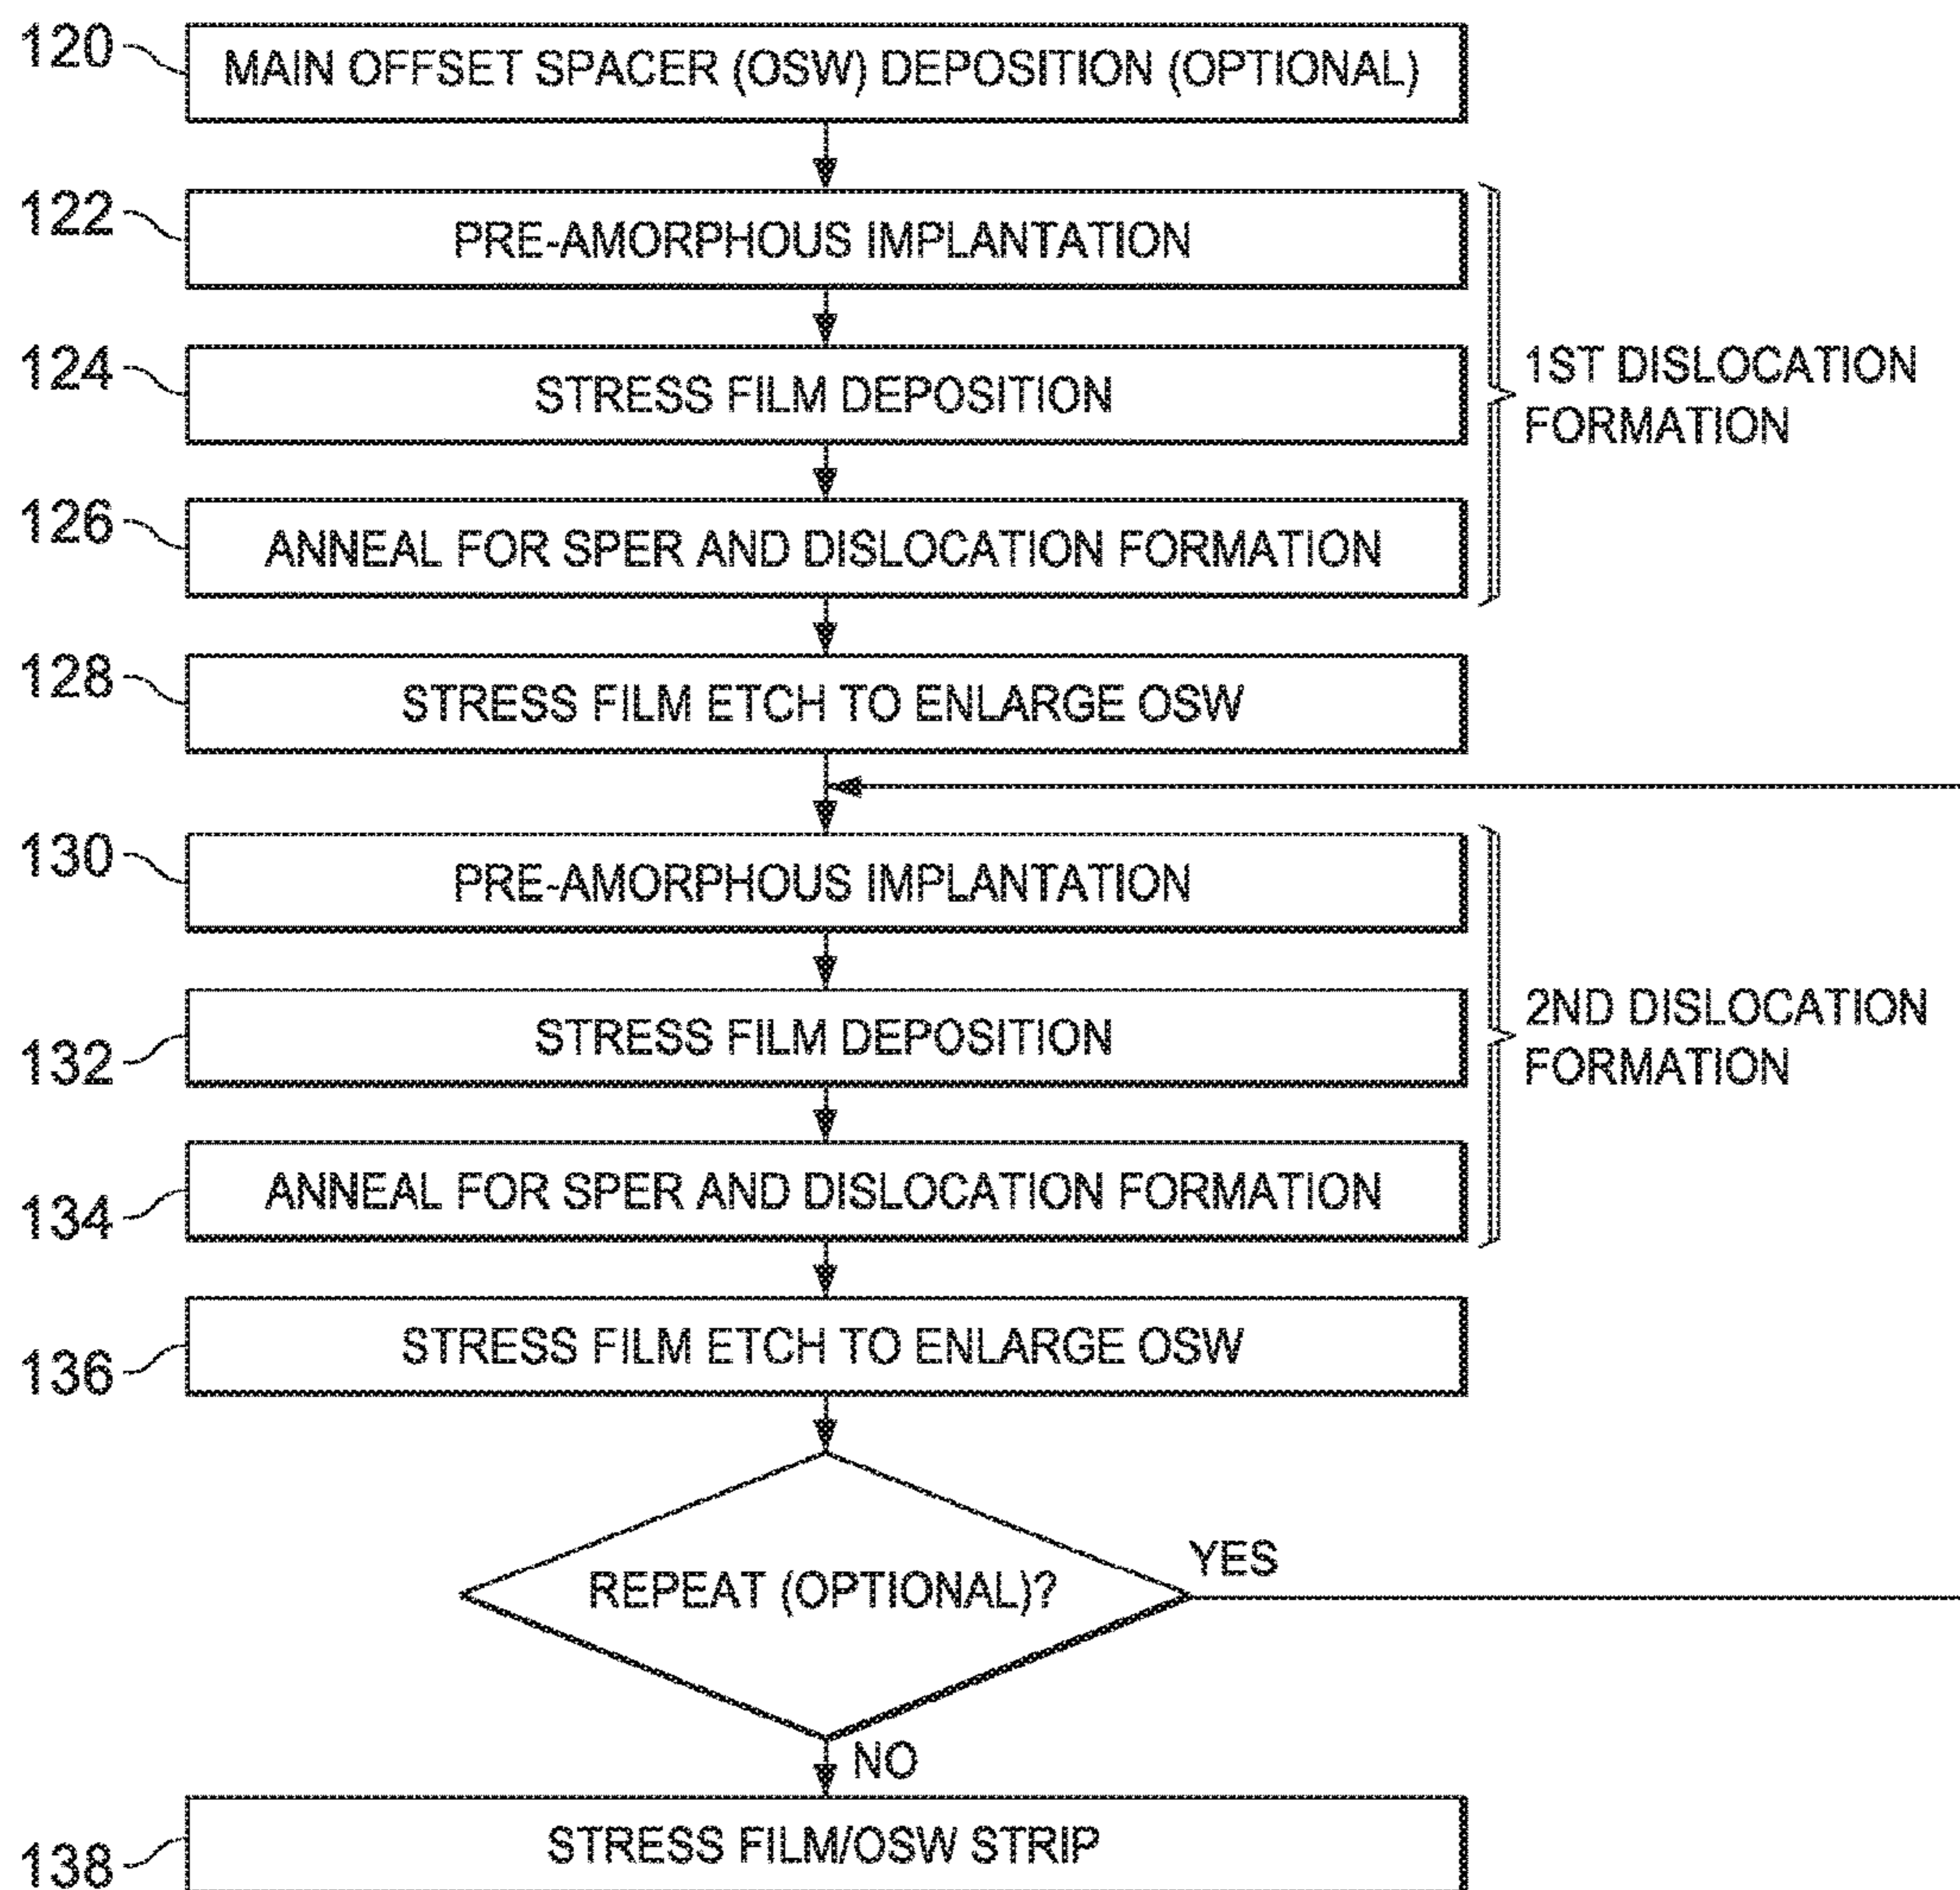 120 MAIN OFFSET SPACER (OSW) DEPOSITION (OPTIONAL)
122 PRE-AMORPHOUS IMPLANTATION
124 STRESS FILM DEPOSITION
1ST DISLOCATION
FORMATION
126 ANNEAL FOR SPER AND DISLOCATION FORMATION
128 STRESS FILM ETCH TO ENLARGE OSW
130 PRE-AMORPHOUS IMPLANTATION
132 STRESS FILM DEPOSITION
2ND DISLOCATION
FORMATION
134 ANNEAL FOR SPER AND DISLOCATION FORMATION
136 STRESS FILM ETCH TO ENLARGE OSW
REPEAT (OPTIONAL)?
YES
NO
138 STRESS FILM/OSW STRIP